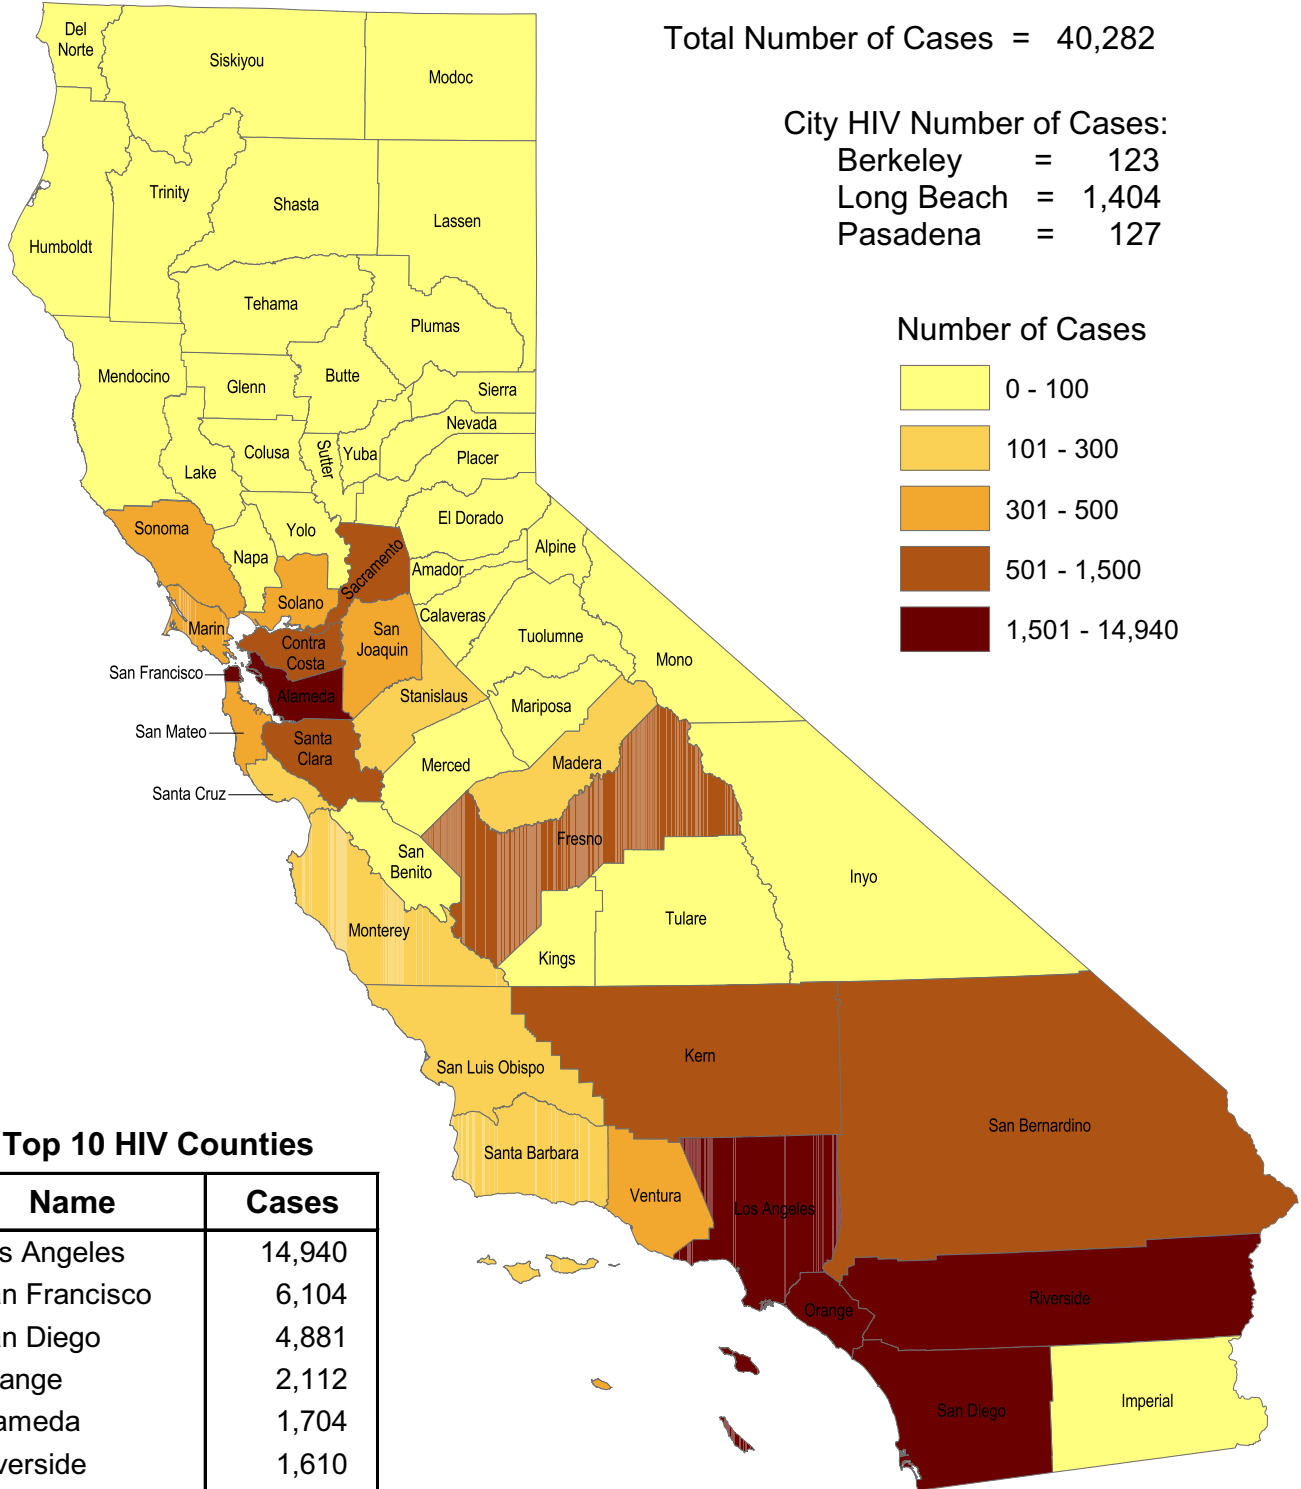 Total Number of Cases = 40,282
City HIV Number of Cases:
Berkeley = 123
Long Beach = 1,404
Pasadena = 127
Number of Cases
0 - 100
101 - 300
301 - 500
501 - 1,500
1,501 - 14,940
Del
Norte
Siskiyou
Modoc
Trinity
Shasta
Lassen
Humboldt
Tehama
Plumas
Mendocino
Glenn
Butte
Sierra
Nevada
Colusa
Sutter
Yuba
Placer
Lake
El Dorado
Sonoma
Yolo
Napa
Sacramento
Alpine
Amador
Solano
Calaveras
Marin
San
Joaquin
Tuolumne
Contra
Costa
Mono
San Francisco
Alameda
Stanislaus
Mariposa
San Mateo
Santa
Clara
Merced
Madera
Santa Cruz
Fresno
San
Benito
Inyo
Monterey
Tulare
Kings
San Luis Obispo
Kern
San Bernardino
Santa Barbara
Ventura
Los Angeles
Orange
Riverside
San Diego
Imperial
Top 10 HIV Counties
Name Cases
s Angeles 14,940
n Francisco 6,104
n Diego 4,881
ange 2,112
ameda 1,704
verside 1,610